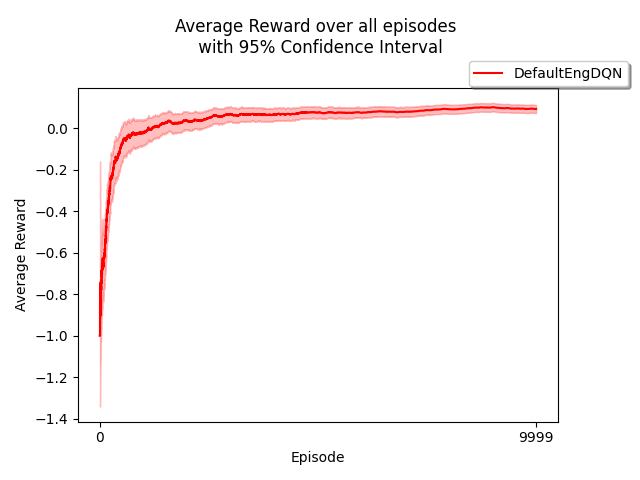 Average Reward over all episodes
with 95% Confidence Interval
DefaultEngDQN
0.0
−0.2
−0.4
−0.6
−0.8
−1.0
−1.2
−1.4
Average Reward
0
9999
Episode